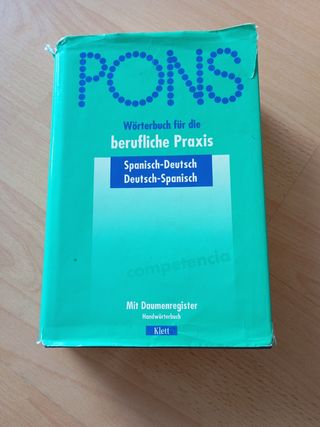 PONS
Wörterbuch für die
berufliche Praxis
Spanisch-Deutsch
Deutsch-Spanisch
competencia
Mit Daumenregister
Handwörterbuch
Klett